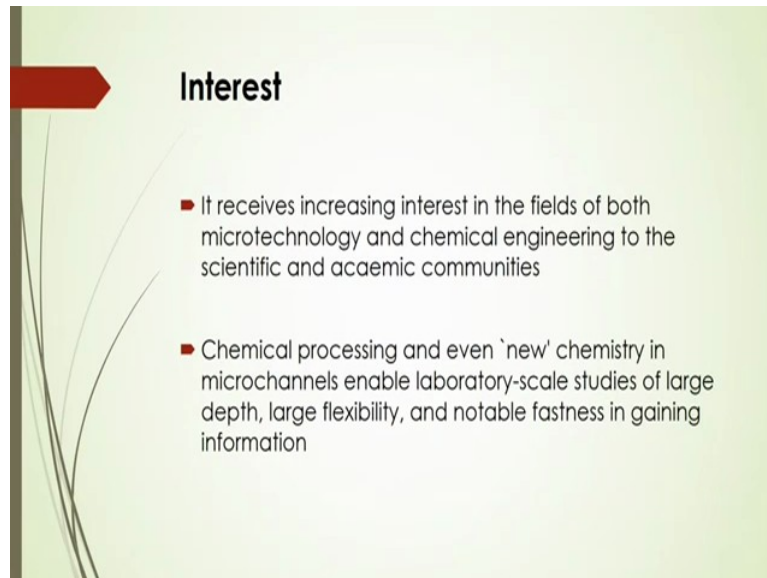 Interest
It receives increasing interest in the fields of both
microtechnology and chemical engineering to the
scientific and acaemic communities
Chemical processing and even `new' chemistry in
microchannels enable laboratory-scale studies of large
depth, large flexibility, and notable fastness in gaining
information